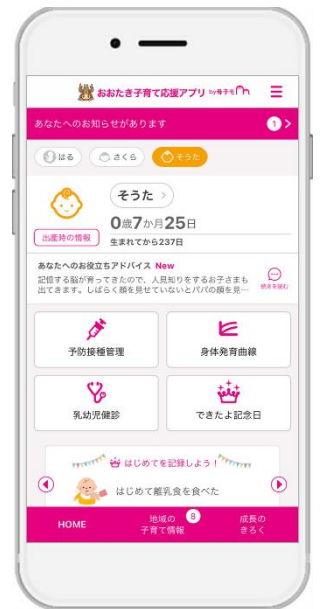 おおたき子育て応援アプリ by母子モ
あなたへのお知らせがあります
1
はる
さくら
そうた
そうた
0歳7か月25日
出産時の情報
生まれてから237日
あなたへのお役立ちアドバイス New
記憶する脳が育ってきたので、人見知りをするお子さまも
出てきます。しばらく顔を見せていないとパパの顔を見…
続きを読む
予防接種管理
身体発育曲線
乳幼児健診
できたよ記念日
はじめてを記録しよう！
はじめて離乳食を食べた
HOME
地域の
子育て情報
8
成長の
きろく